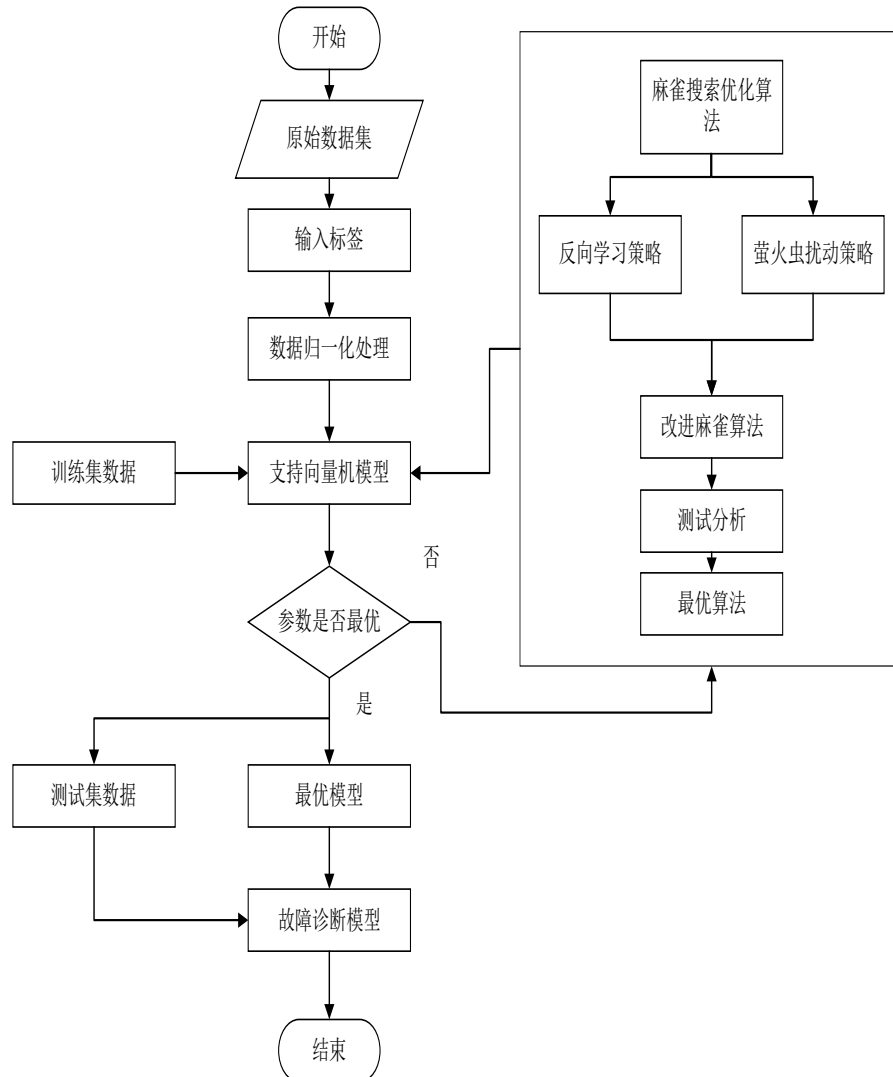 开始
原始数据集
输入标签
数据归一化处理
训练集数据
支持向量机模型
否
参数是否最优
是
测试集数据
最优模型
故障诊断模型
结束
麻雀搜索优化算
法
反向学习策略
萤火虫扰动策略
改进麻雀算法
测试分析
最优算法